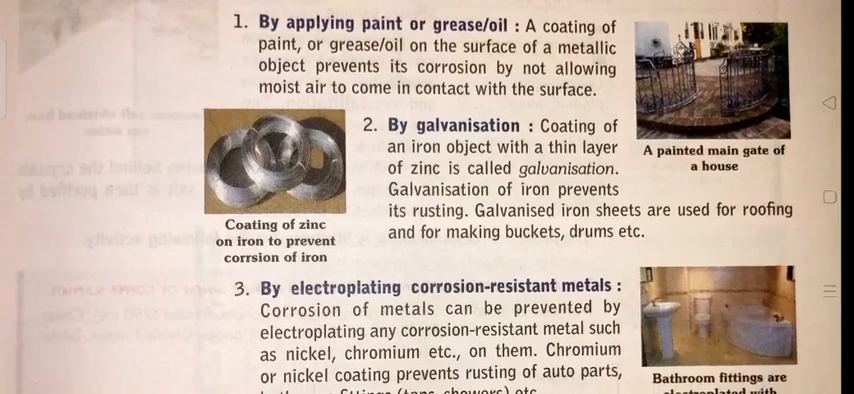 1. By applying paint or grease/oil : A coating of
paint, or grease/oil on the surface of a metallic
object prevents its corrosion by not allowing
moist air to come in contact with the surface.
A painted main gate of
a house
2. By galvanisation : Coating of
an iron object with a thin layer
of zinc is called galvanisation.
Galvanisation of iron prevents
its rusting. Galvanised iron sheets are used for roofing
and for making buckets, drums etc.
Coating of zinc
on iron to prevent
corrsion of iron
3. By electroplating corrosion-resistant metals :
Corrosion of metals can be prevented by
electroplating any corrosion-resistant metal such
as nickel, chromium etc., on them. Chromium
or nickel coating prevents rusting of auto parts,
fittings (taps, showers) etc.
Bathroom fittings are
electroplated with